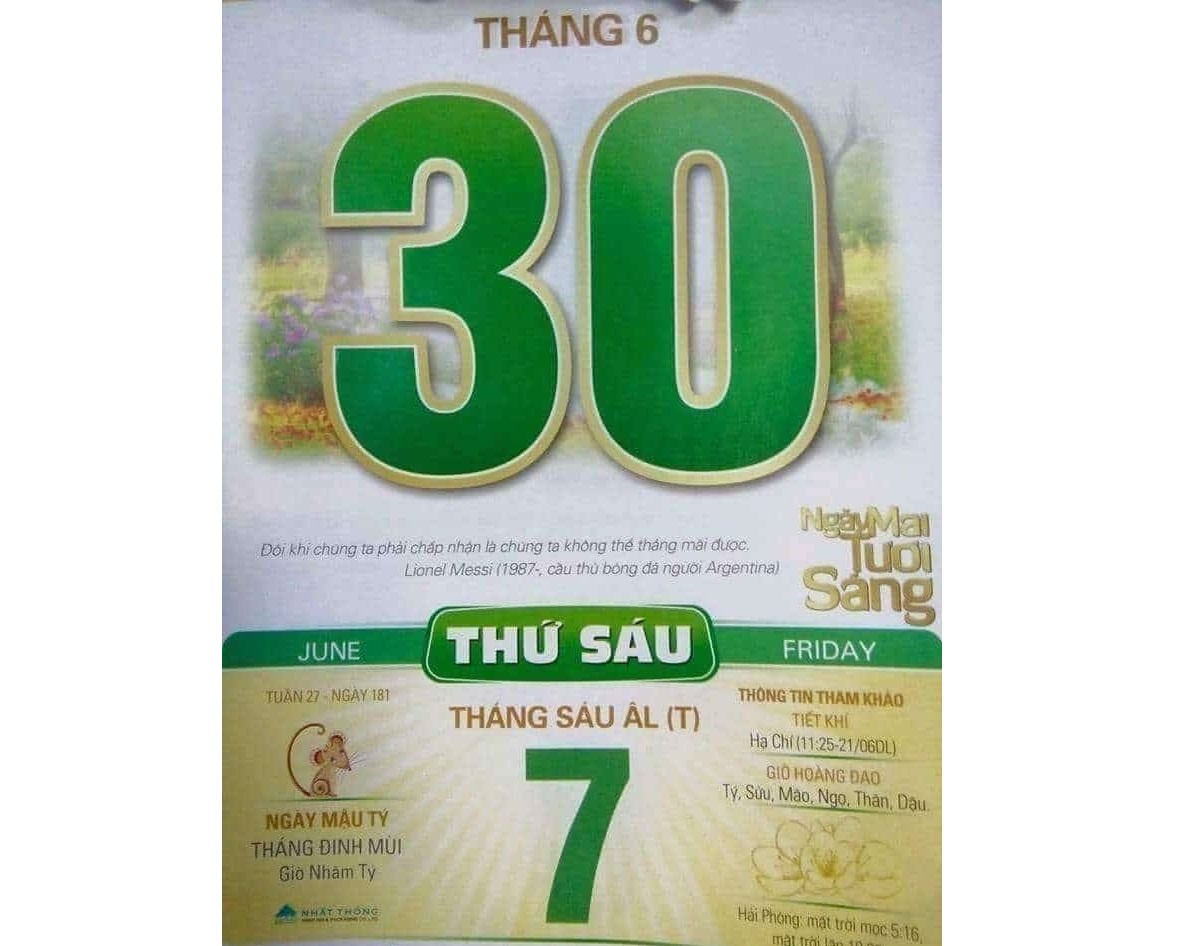 THÁNG 6
30
Đôi khi chúng ta phải chấp nhận là chúng ta không thể thắng mãi được.
Lionel Messi (1987-, cầu thủ bóng đá người Argentina)
Ngày Mai
Tươi
Sáng
JUNE
THỨ SÁU
FRIDAY
TUẦN 27 - NGÀY 181
THÁNG SÁU ÂL (T)
7
NGÀY MẬU TÝ
THÁNG ĐINH MÙI
Giờ Nhâm Tý
NHẤT THỐNG
THÔNG TIN THAM KHẢO
TIẾT KHÍ
Hạ Chí (11:25-21/06DL)
GIỜ HOÀNG ĐẠO
Tý, Sửu, Mão, Ngọ, Thân, Dậu.
Hải Phòng: mặt trời mọc 5:16,
mặt trời lặn